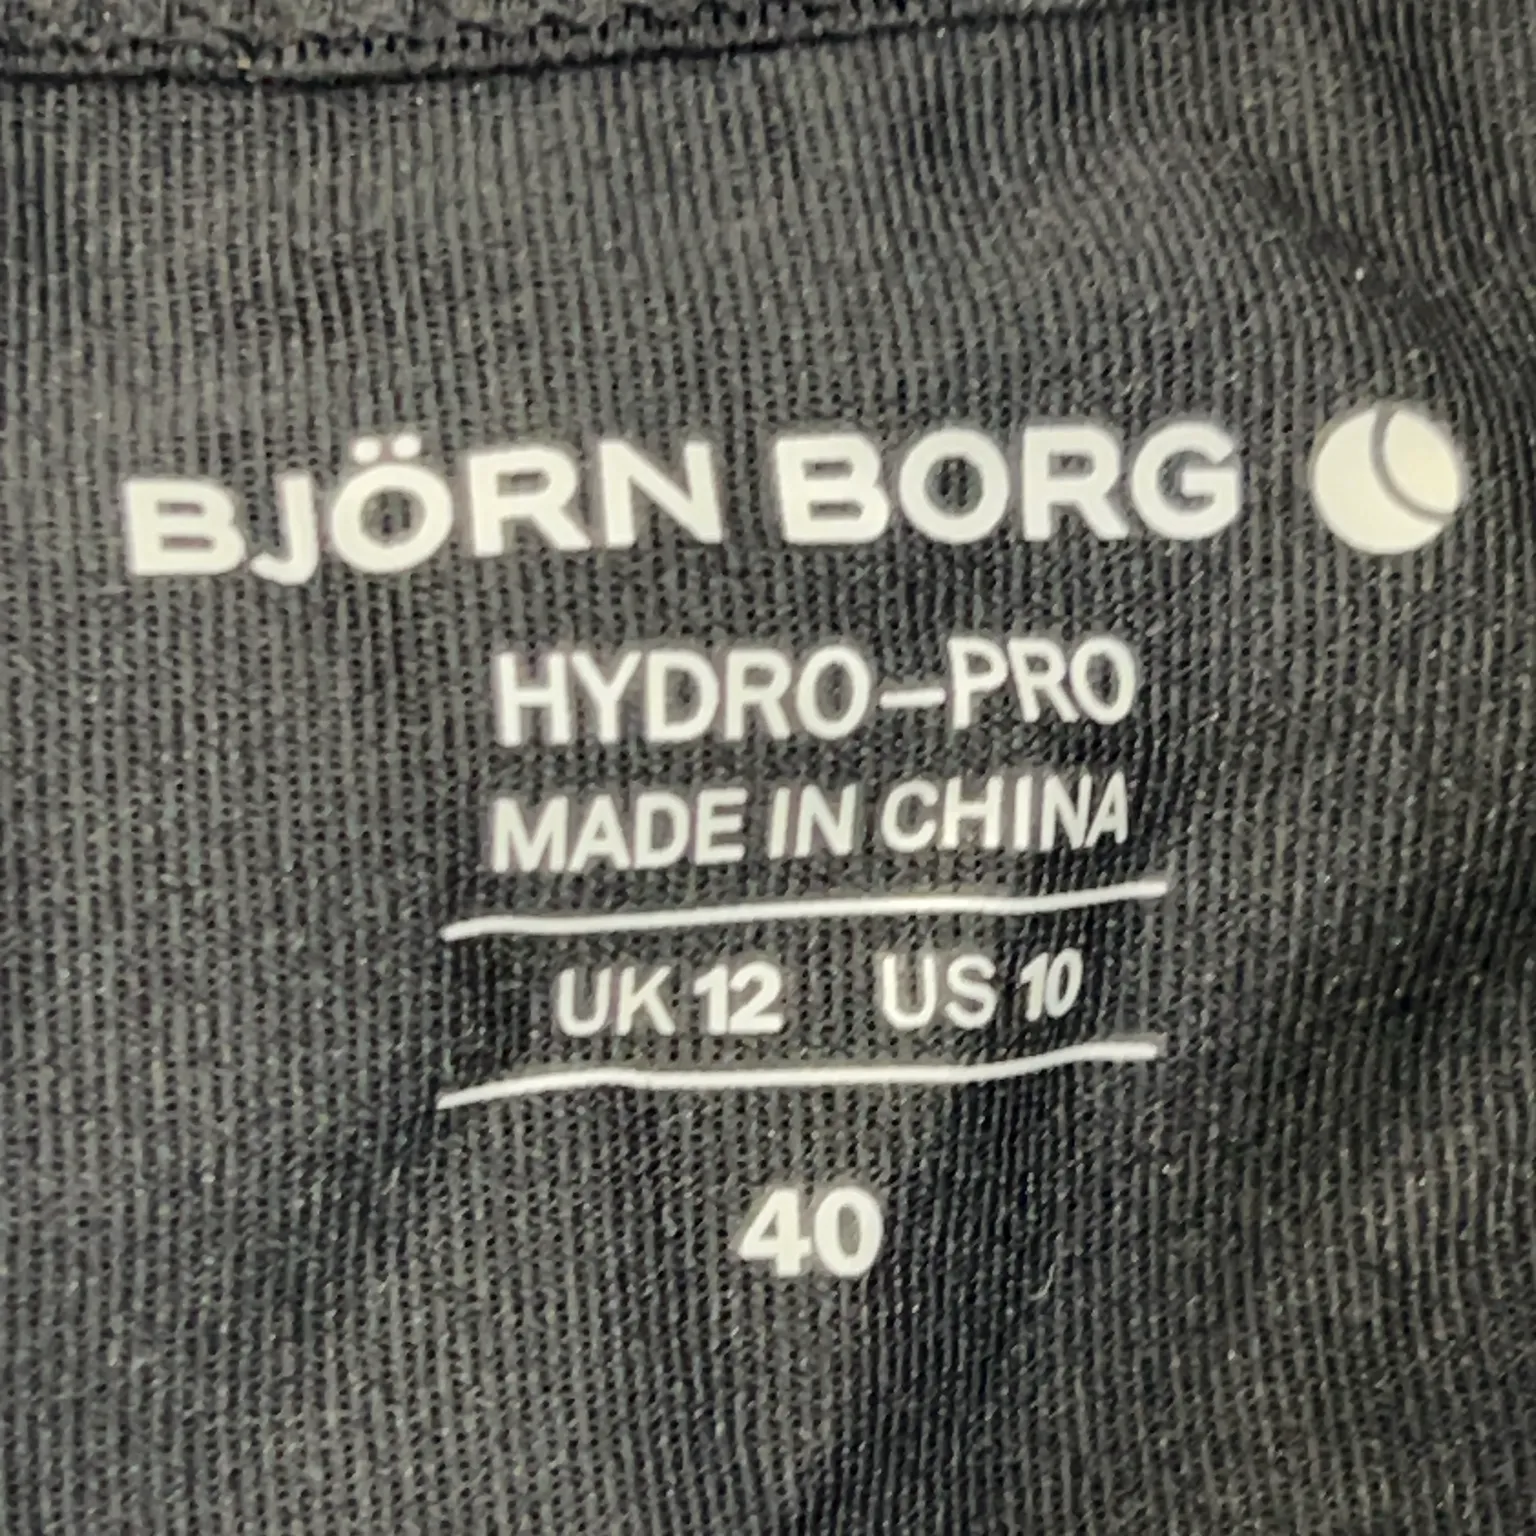 BJÖRN BORG
HYDRO-PRO
MADE IN CHINA
UK 12 US 10
40